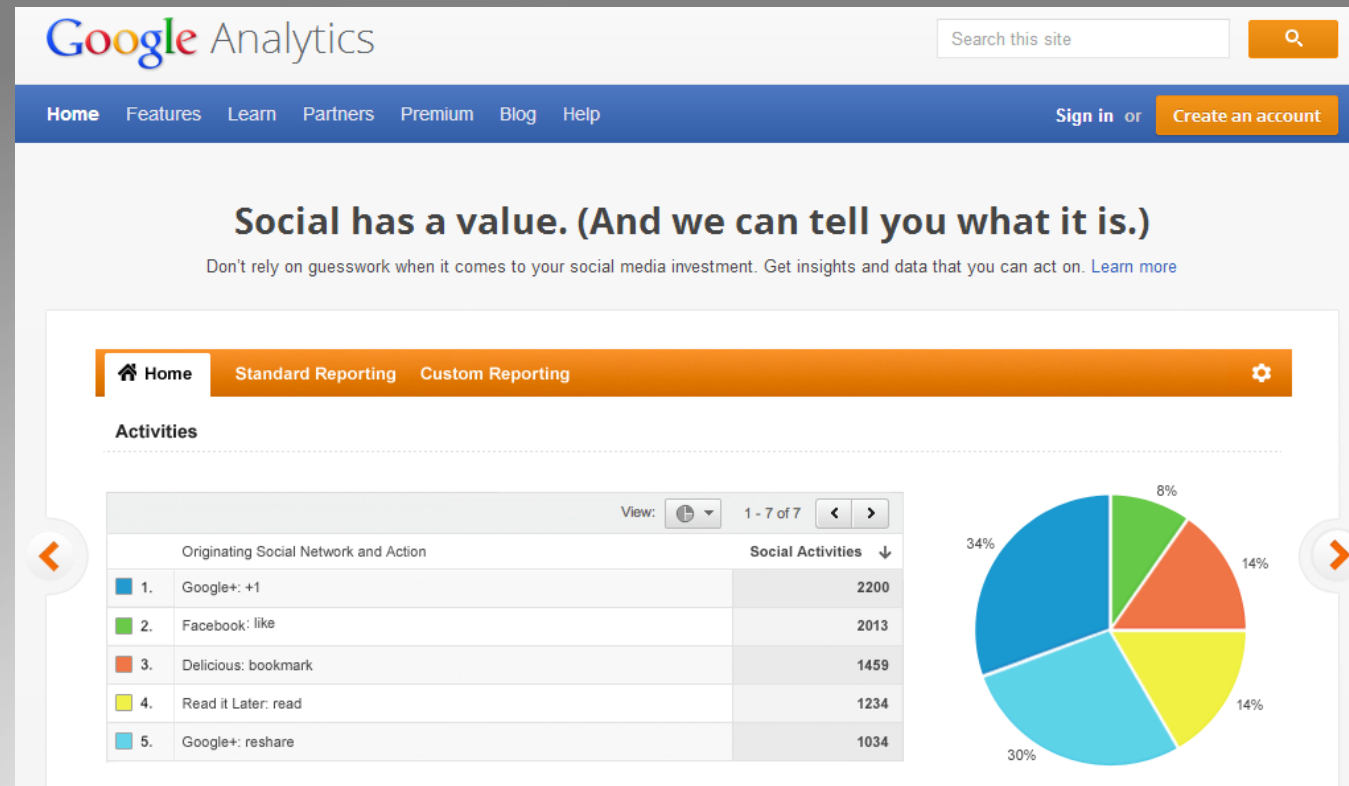 Google Analytics
Search this site
Home Features Learn Partners Premium Blog Help
Sign in or Create an account
Social has a value. (And we can tell you what it is.)
Don't rely on guesswork when it comes to your social media investment. Get insights and data that you can act on. Learn more
Home Standard Reporting Custom Reporting
Activities
View: 1 - 7 of 7
Originating Social Network and Action Social Activities
1. Google+: +1 2200
2. Facebook: like 2013
3. Delicious: bookmark 1459
4. Read it Later: read 1234
5. Google+: reshare 1034
8%
34%
14%
14%
30%